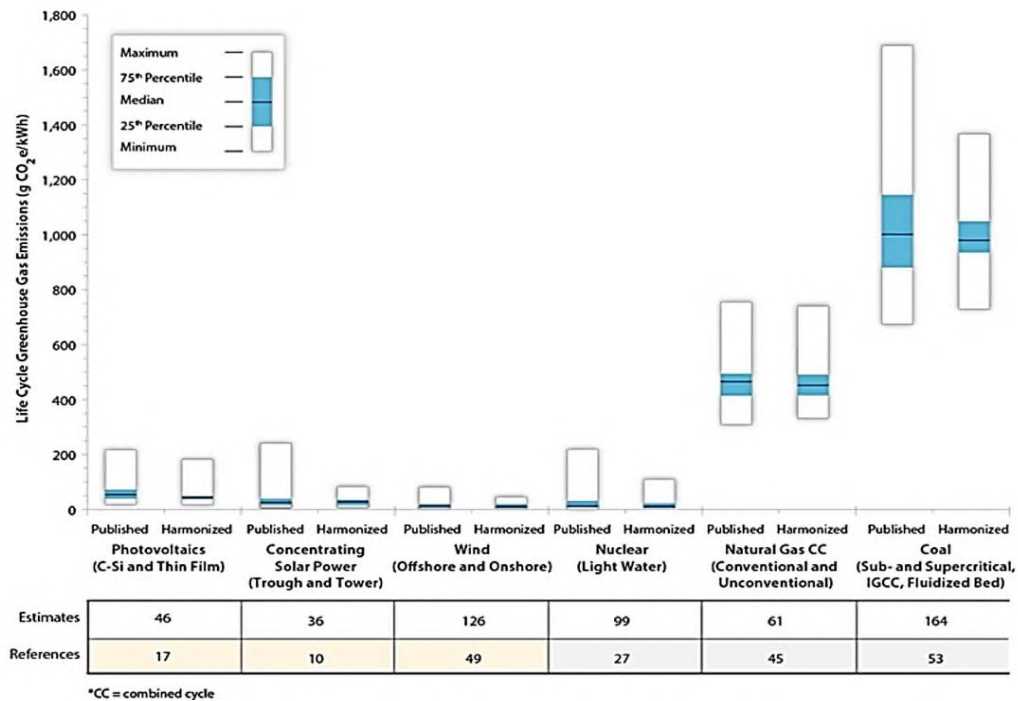 Life Cycle Greenhouse Gas Emissions (g CO2e/kWh)
1,800
1,600
1,400
1,200
1,000
800
600
400
200
0
Maximum
75th Percentile
Median
25th Percentile
Minimum
Published Harmonized Published Harmonized Published Harmonized Published Harmonized Published Harmonized Published Harmonized
Photovoltaics
(C-Si and Thin Film)
Concentrating
Solar Power
(Trough and Tower)
Wind
(Offshore and Onshore)
Nuclear
(Light Water)
Natural Gas CC
(Conventional and
Unconventional)
Coal
(Sub- and Supercritical,
IGCC, Fluidized Bed)
Estimates 46 36 126 99 61 164
References 17 10 49 27 45 53
*CC = combined cycle